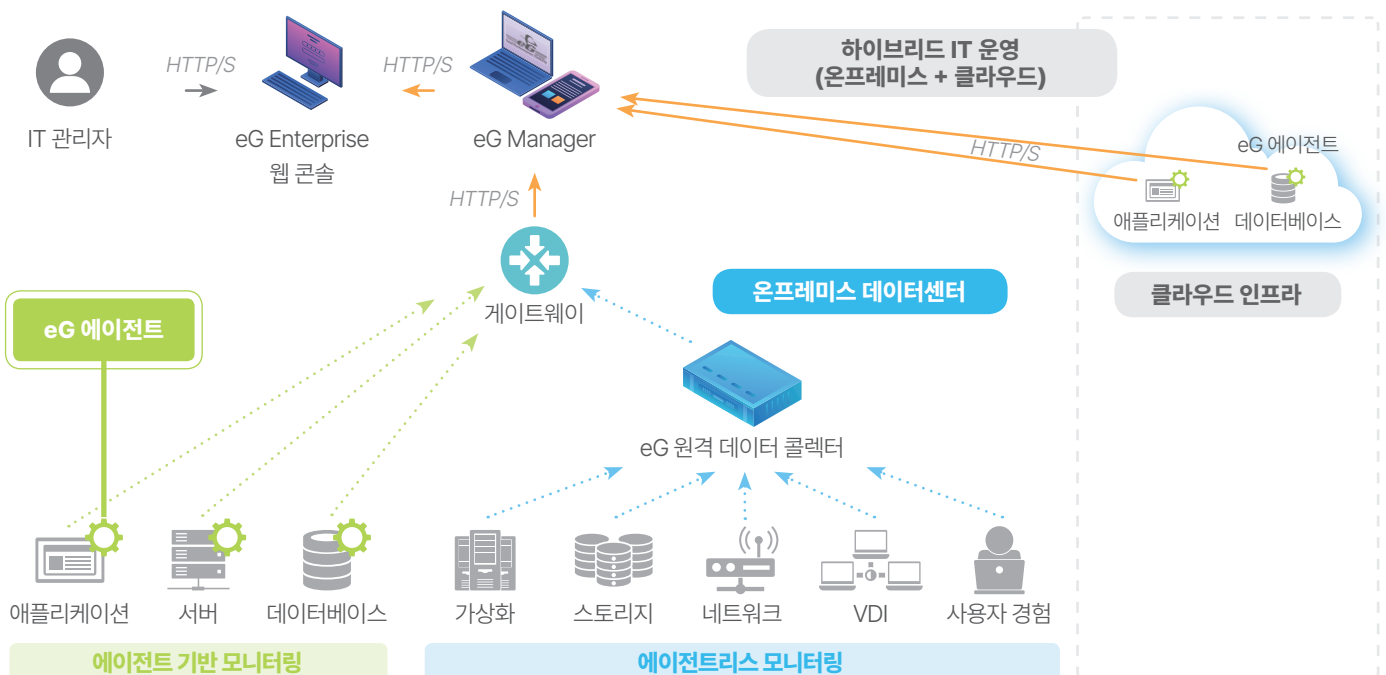 하이브리드 IT 운영
(온프레미스 + 클라우드)
HTTP/S
HTTP/S
IT 관리자
eG Enterprise
웹 콘솔
eG Manager
HTTP/S
eG 에이전트
애플리케이션
데이터베이스
클라우드 인프라
HTTP/S
게이트웨이
온프레미스 데이터센터
eG 에이전트
eG 원격 데이터 콜렉터
애플리케이션
서버
데이터베이스
가상화
스토리지
네트워크
VDI
사용자 경험
에이전트 기반 모니터링
에이전트리스 모니터링